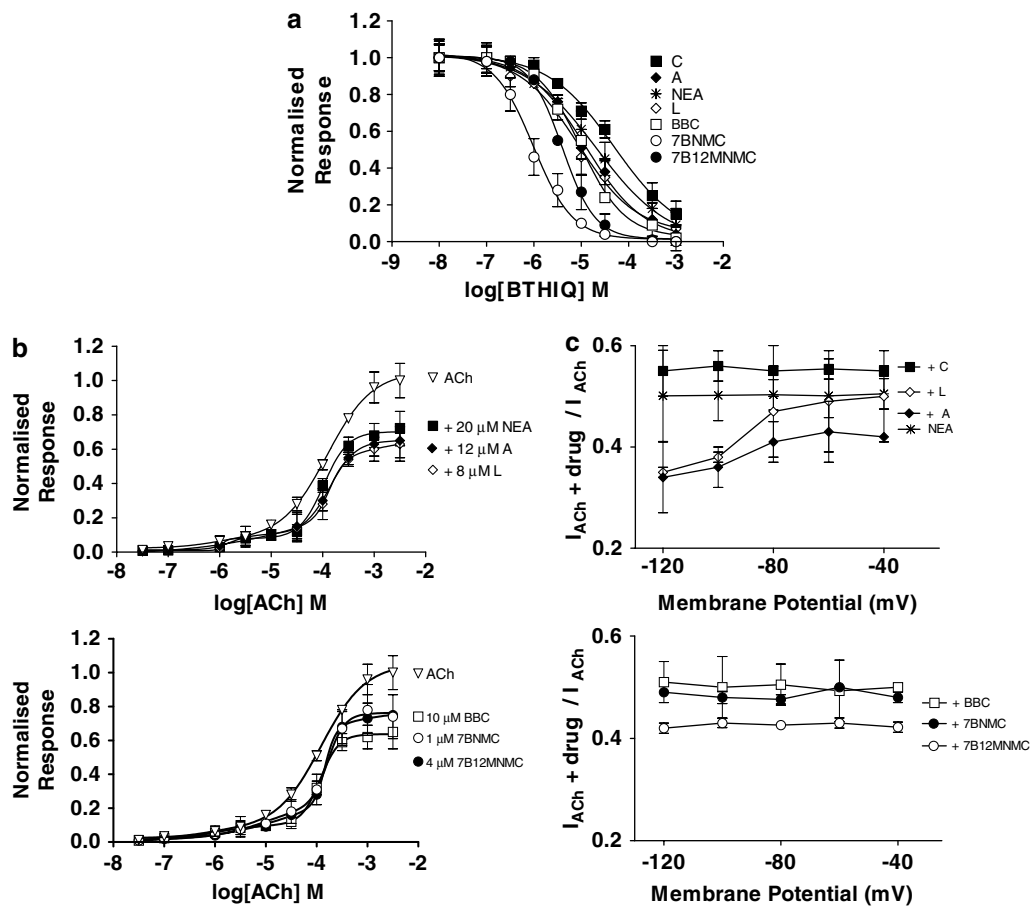 a
Normalised
Response
1.2
1.0
0.8
0.6
0.4
0.2
0.0
-9 -8 -7 -6 -5 -4 -3 -2
log[BTHIQ] M
C
A
NEA
L
BBC
7BNMC
7B12MNMC
b
Normalised
Response
1.2
1.0
0.8
0.6
0.4
0.2
0.0
-8 -7 -6 -5 -4 -3 -2
log[ACh] M
ACh
+ 20 μM NEA
+ 12 μM A
+ 8 μM L
c
I ACh + drug / I ACh
0.6
0.4
0.2
-120 -80 -40
Membrane Potential (mV)
+ C
+ L
+ A
NEA
Normalised
Response
1.2
1.0
0.8
0.6
0.4
0.2
0.0
-8 -7 -6 -5 -4 -3 -2
log[ACh] M
ACh
10 μM BBC
1 μM 7BNMC
4 μM 7B12MNMC
I ACh + drug / I ACh
0.6
0.4
0.2
-120 -80 -40
Membrane Potential (mV)
+ BBC
+ 7BNMC
+ 7B12MNMC